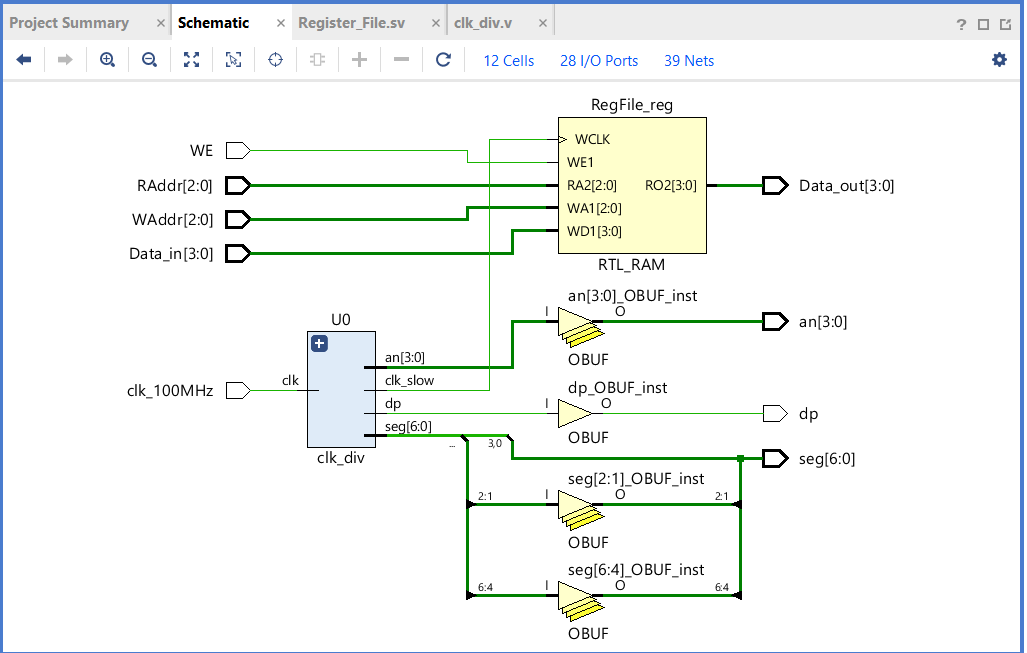 Project Summary × Schematic × Register_File.sv × clk_div.v × ?
12 Cells 28 I/O Ports 39 Nets
RegFile_reg
WCLK
WE
WE1
RAddr[2:0]
RA2[2:0] RO2[3:0]
Data_out[3:0]
WAddr[2:0]
WA1[2:0]
Data_in[3:0]
WD1[3:0]
RTL_RAM
an[3:0]_OBUF_inst
I O
an[3:0]
OBUF
U0
an[3:0]
clk_100MHz
clk
clk_slow
dp
seg[6:0]
clk_div
dp_OBUF_inst
I O
dp
OBUF
... 3,0
seg[6:0]
seg[2:1]_OBUF_inst
2:1 I O 2:1
OBUF
seg[6:4]_OBUF_inst
6:4 I O 6:4
OBUF